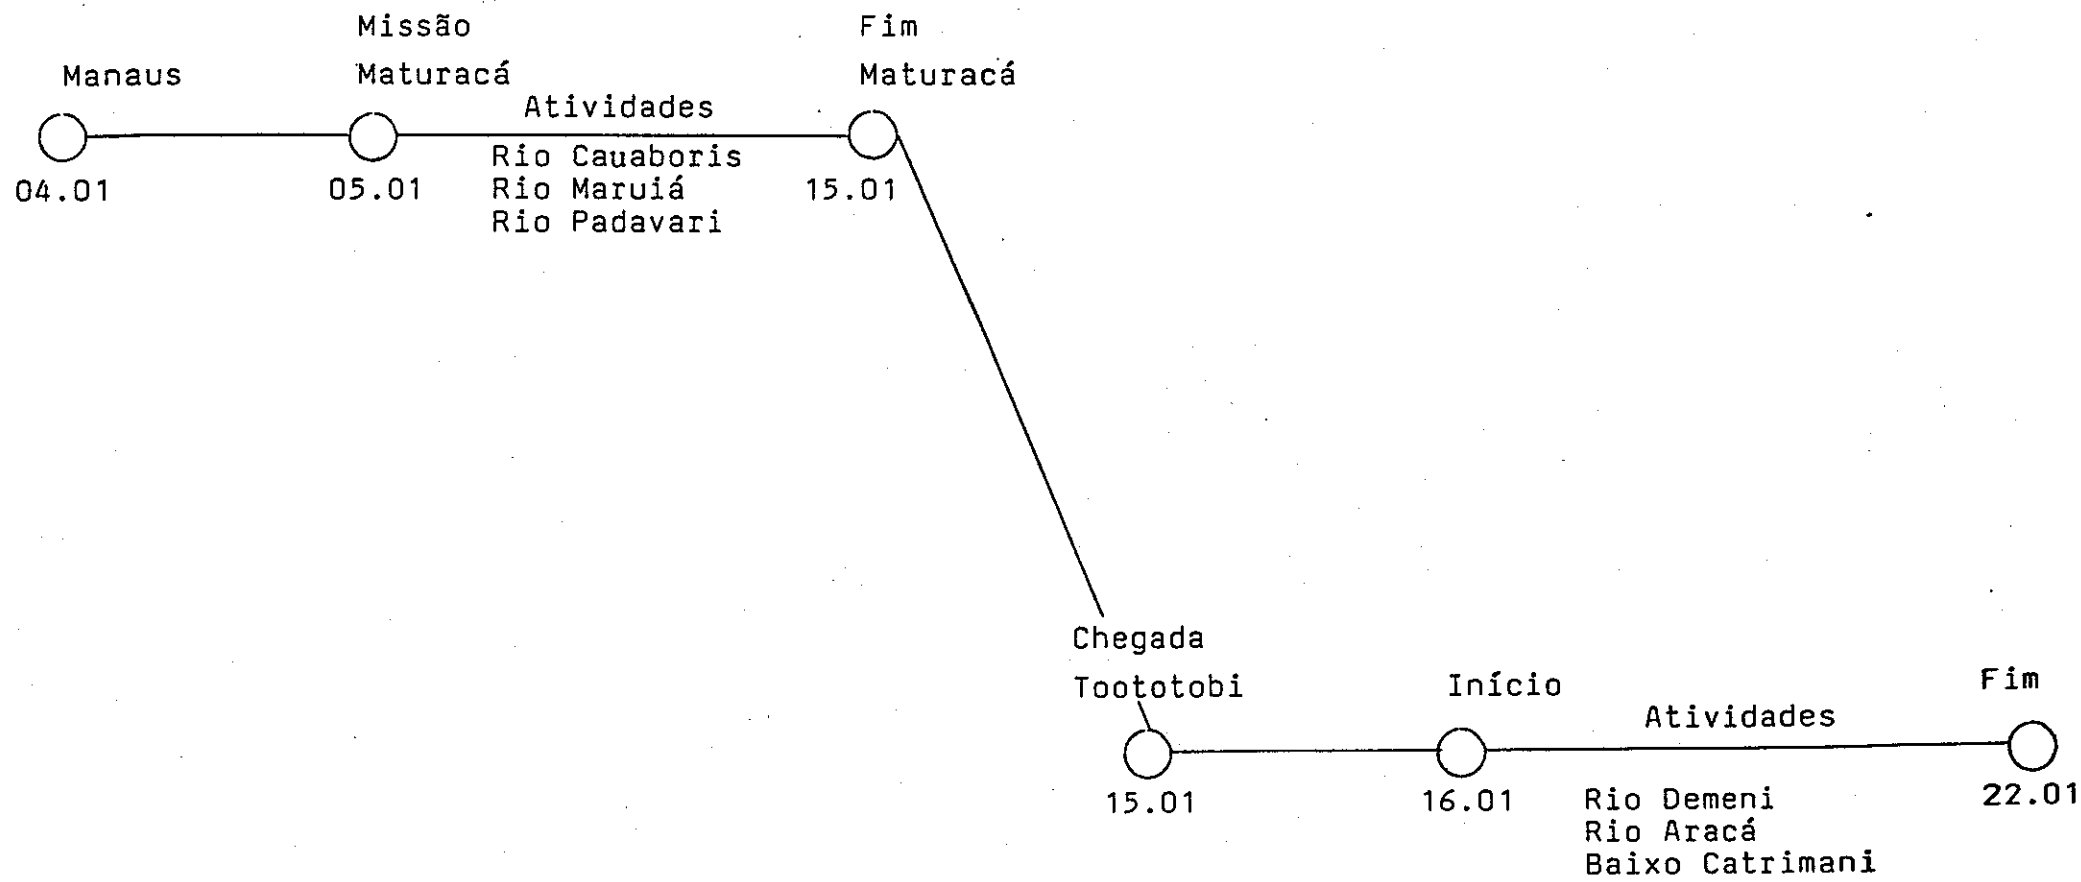 Missão
Fim
Manaus
Maturacá
Maturacá
Atividades
Rio Cauaboris
04.01
05.01
Rio Maruiá
15.01
Rio Padavari
Chegada
Toototobi
Início
Fim
Atividades
15.01
16.01
Rio Demeni
22.01
Rio Aracá
Baixo Catrimani